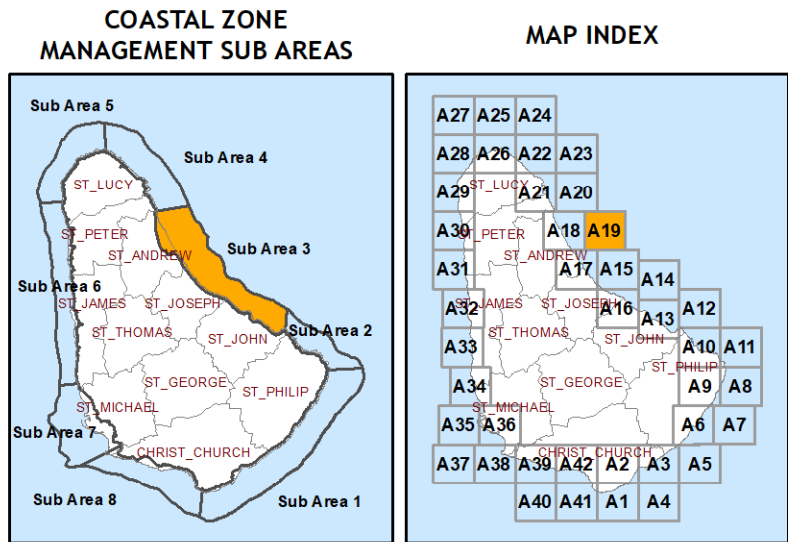 COASTAL ZONE
MANAGEMENT SUB AREAS
Sub Area 5
Sub Area 4
ST_LUCY
ST_PETER
Sub Area 3
ST_ANDREW
Sub Area 6
ST_JAMES
ST_JOSEPH
ST_THOMAS
ST_JOHN
Sub Area 2
ST_GEORGE
ST_PHILIP
ST_MICHAEL
Sub Area 7
CHRIST_CHURCH
Sub Area 8
Sub Area 1
MAP INDEX
A27 A25 A24
A28 A26 A22 A23
ST_LUCY
A29 A21 A20
A30 A18 A19
ST_PETER
ST_ANDREW
A31 A17 A15 A14
A32 ST_JAMES ST_JOSEPH A16 A13 A12
A33 ST_THOMAS ST_JOHN A10 A11
ST_PHILIP
A34 ST_GEORGE A9 A8
ST_MICHAEL
A35 A36 A6 A7
CHRIST_CHURCH
A37 A38 A39 A42 A2 A3 A5
A40 A41 A1 A4